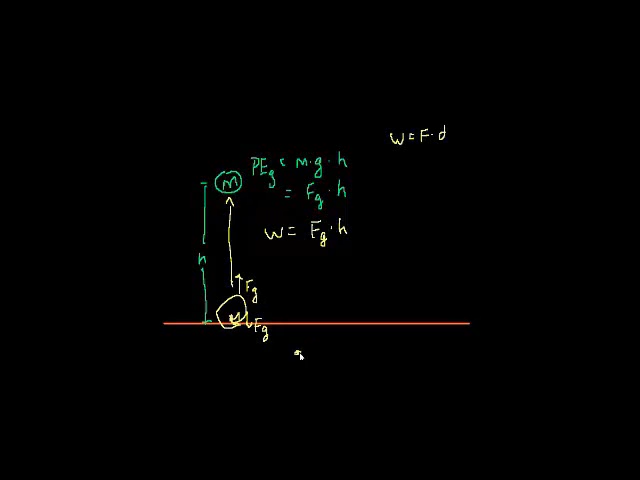 W = F · d
PEg = m · g · h
m
= Fg · h
W = Fg · h
h
Fg
m
Fg